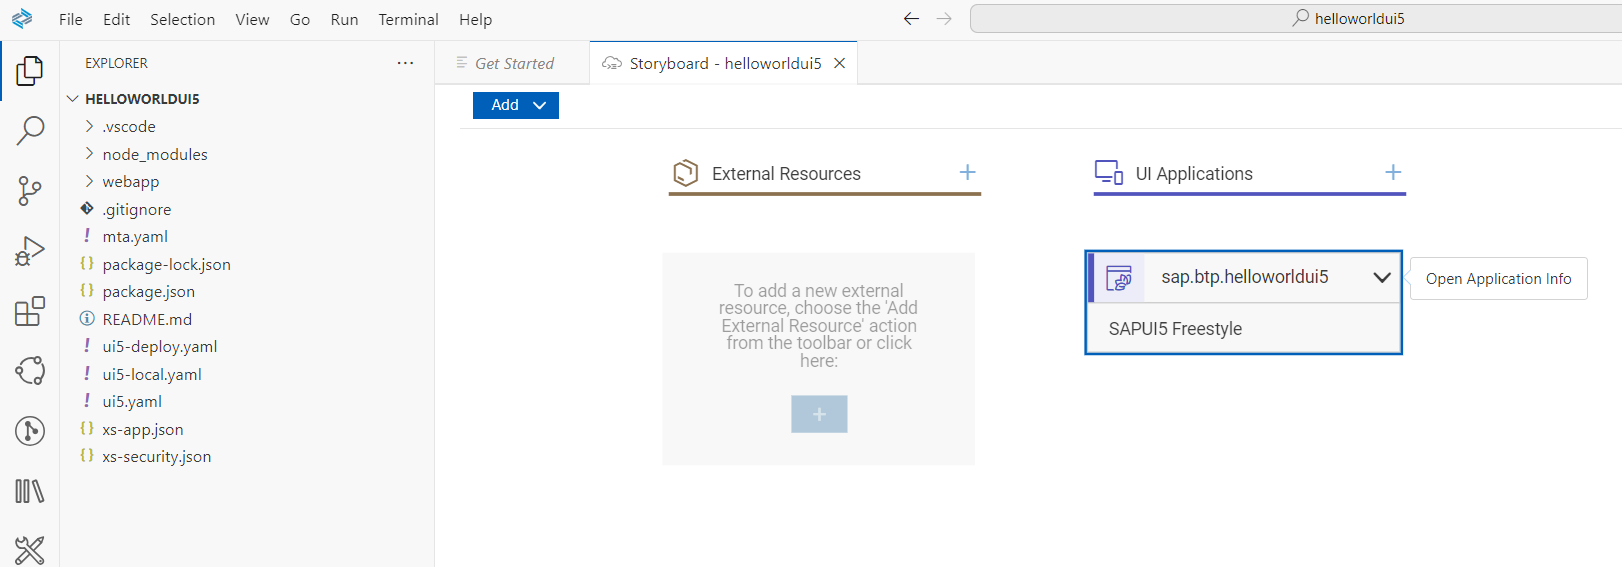 File Edit Selection View Go Run Terminal Help
helloworldui5
EXPLORER
HELLOWORLDUI5
.vscode
node_modules
webapp
.gitignore
mta.yaml
package-lock.json
package.json
README.md
ui5-deploy.yaml
ui5-local.yaml
ui5.yaml
xs-app.json
xs-security.json
Get Started
Storyboard - helloworldui5
Add
External Resources
To add a new external
resource, choose the 'Add
External Resource' action
from the toolbar or click
here:
UI Applications
sap.btp.helloworldui5
SAPUI5 Freestyle
Open Application Info